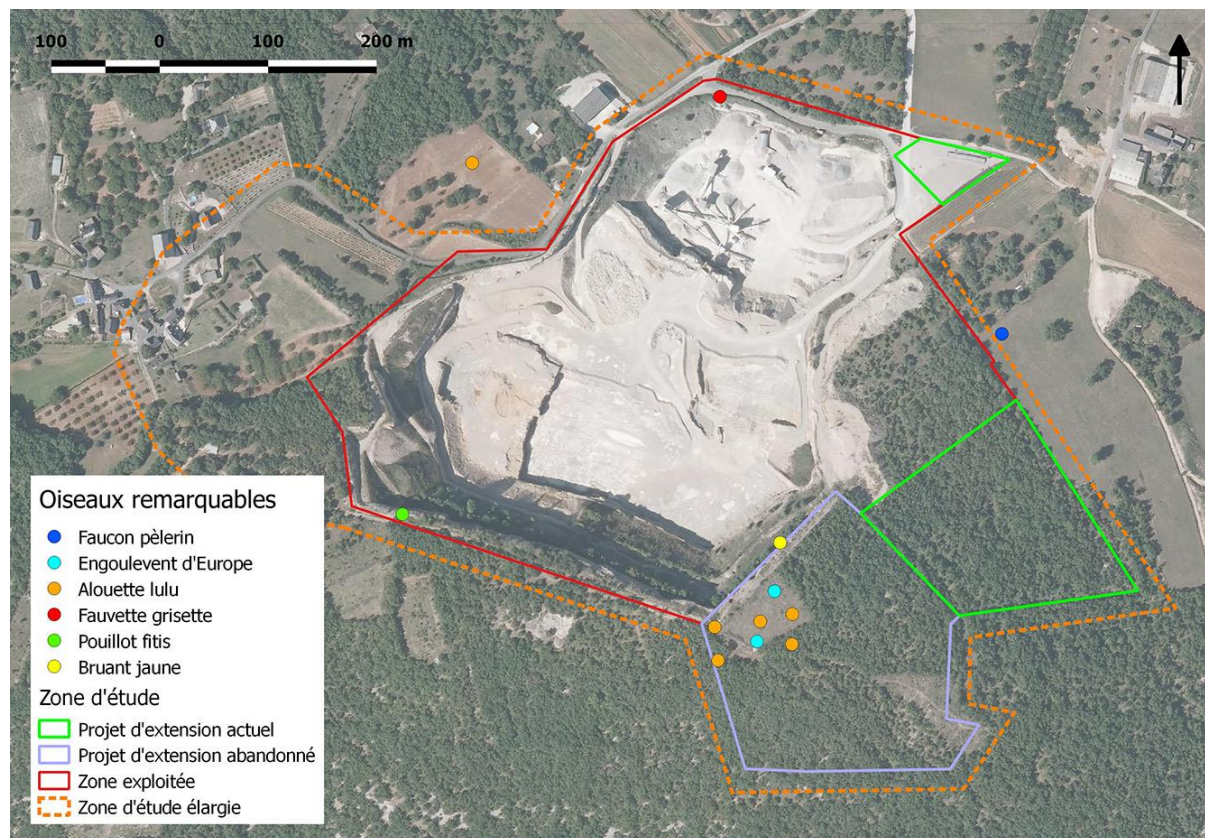 100 0 100 200 m
Oiseaux remarquables
Faucon pèlerin
Engoulevent d'Europe
Alouette lulu
Fauvette grisette
Pouillot fitis
Bruant jaune
Zone d'étude
Projet d'extension actuel
Projet d'extension abandonné
Zone exploitée
Zone d'étude élargie